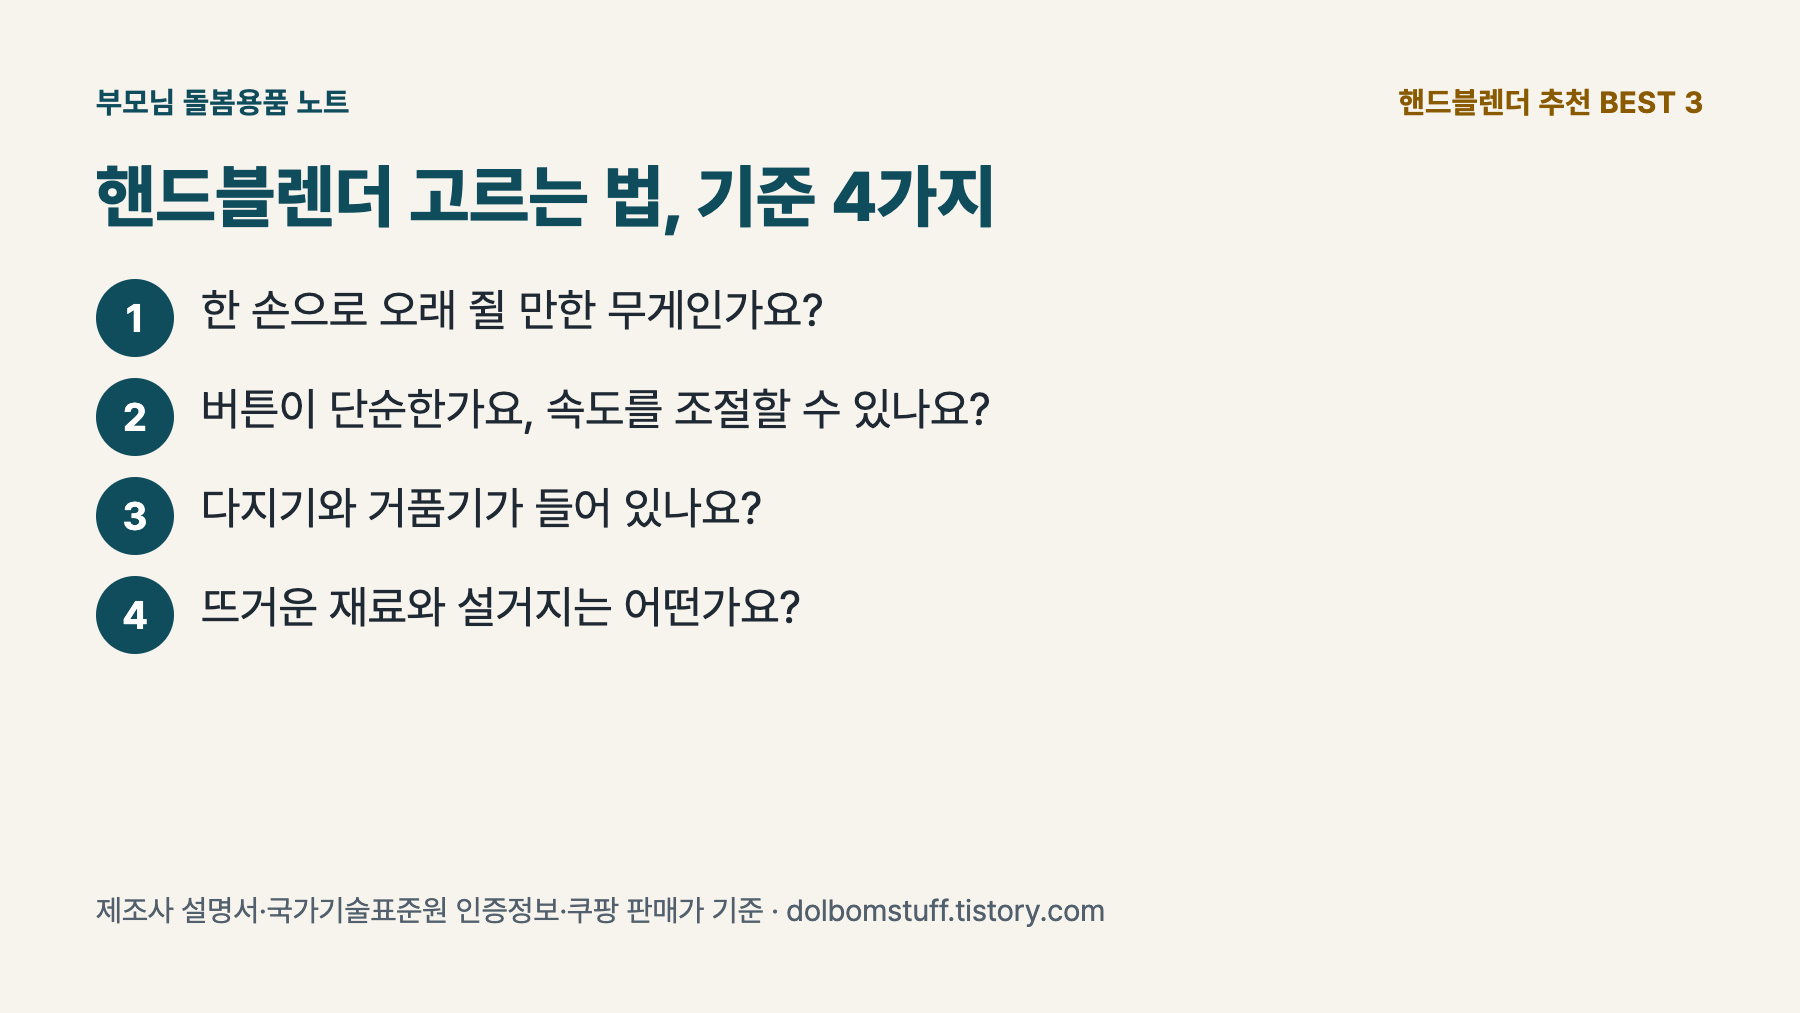 부모님 돌봄용품 노트
핸드블렌더 추천 BEST 3
핸드블렌더 고르는 법, 기준 4가지
1 한 손으로 오래 쥘 만한 무게인가요?
2 버튼이 단순한가요, 속도를 조절할 수 있나요?
3 다지기와 거품기가 들어 있나요?
4 뜨거운 재료와 설거지는 어떤가요?
제조사 설명서·국가기술표준원 인증정보·쿠팡 판매가 기준 · dolbomstuff.tistory.com